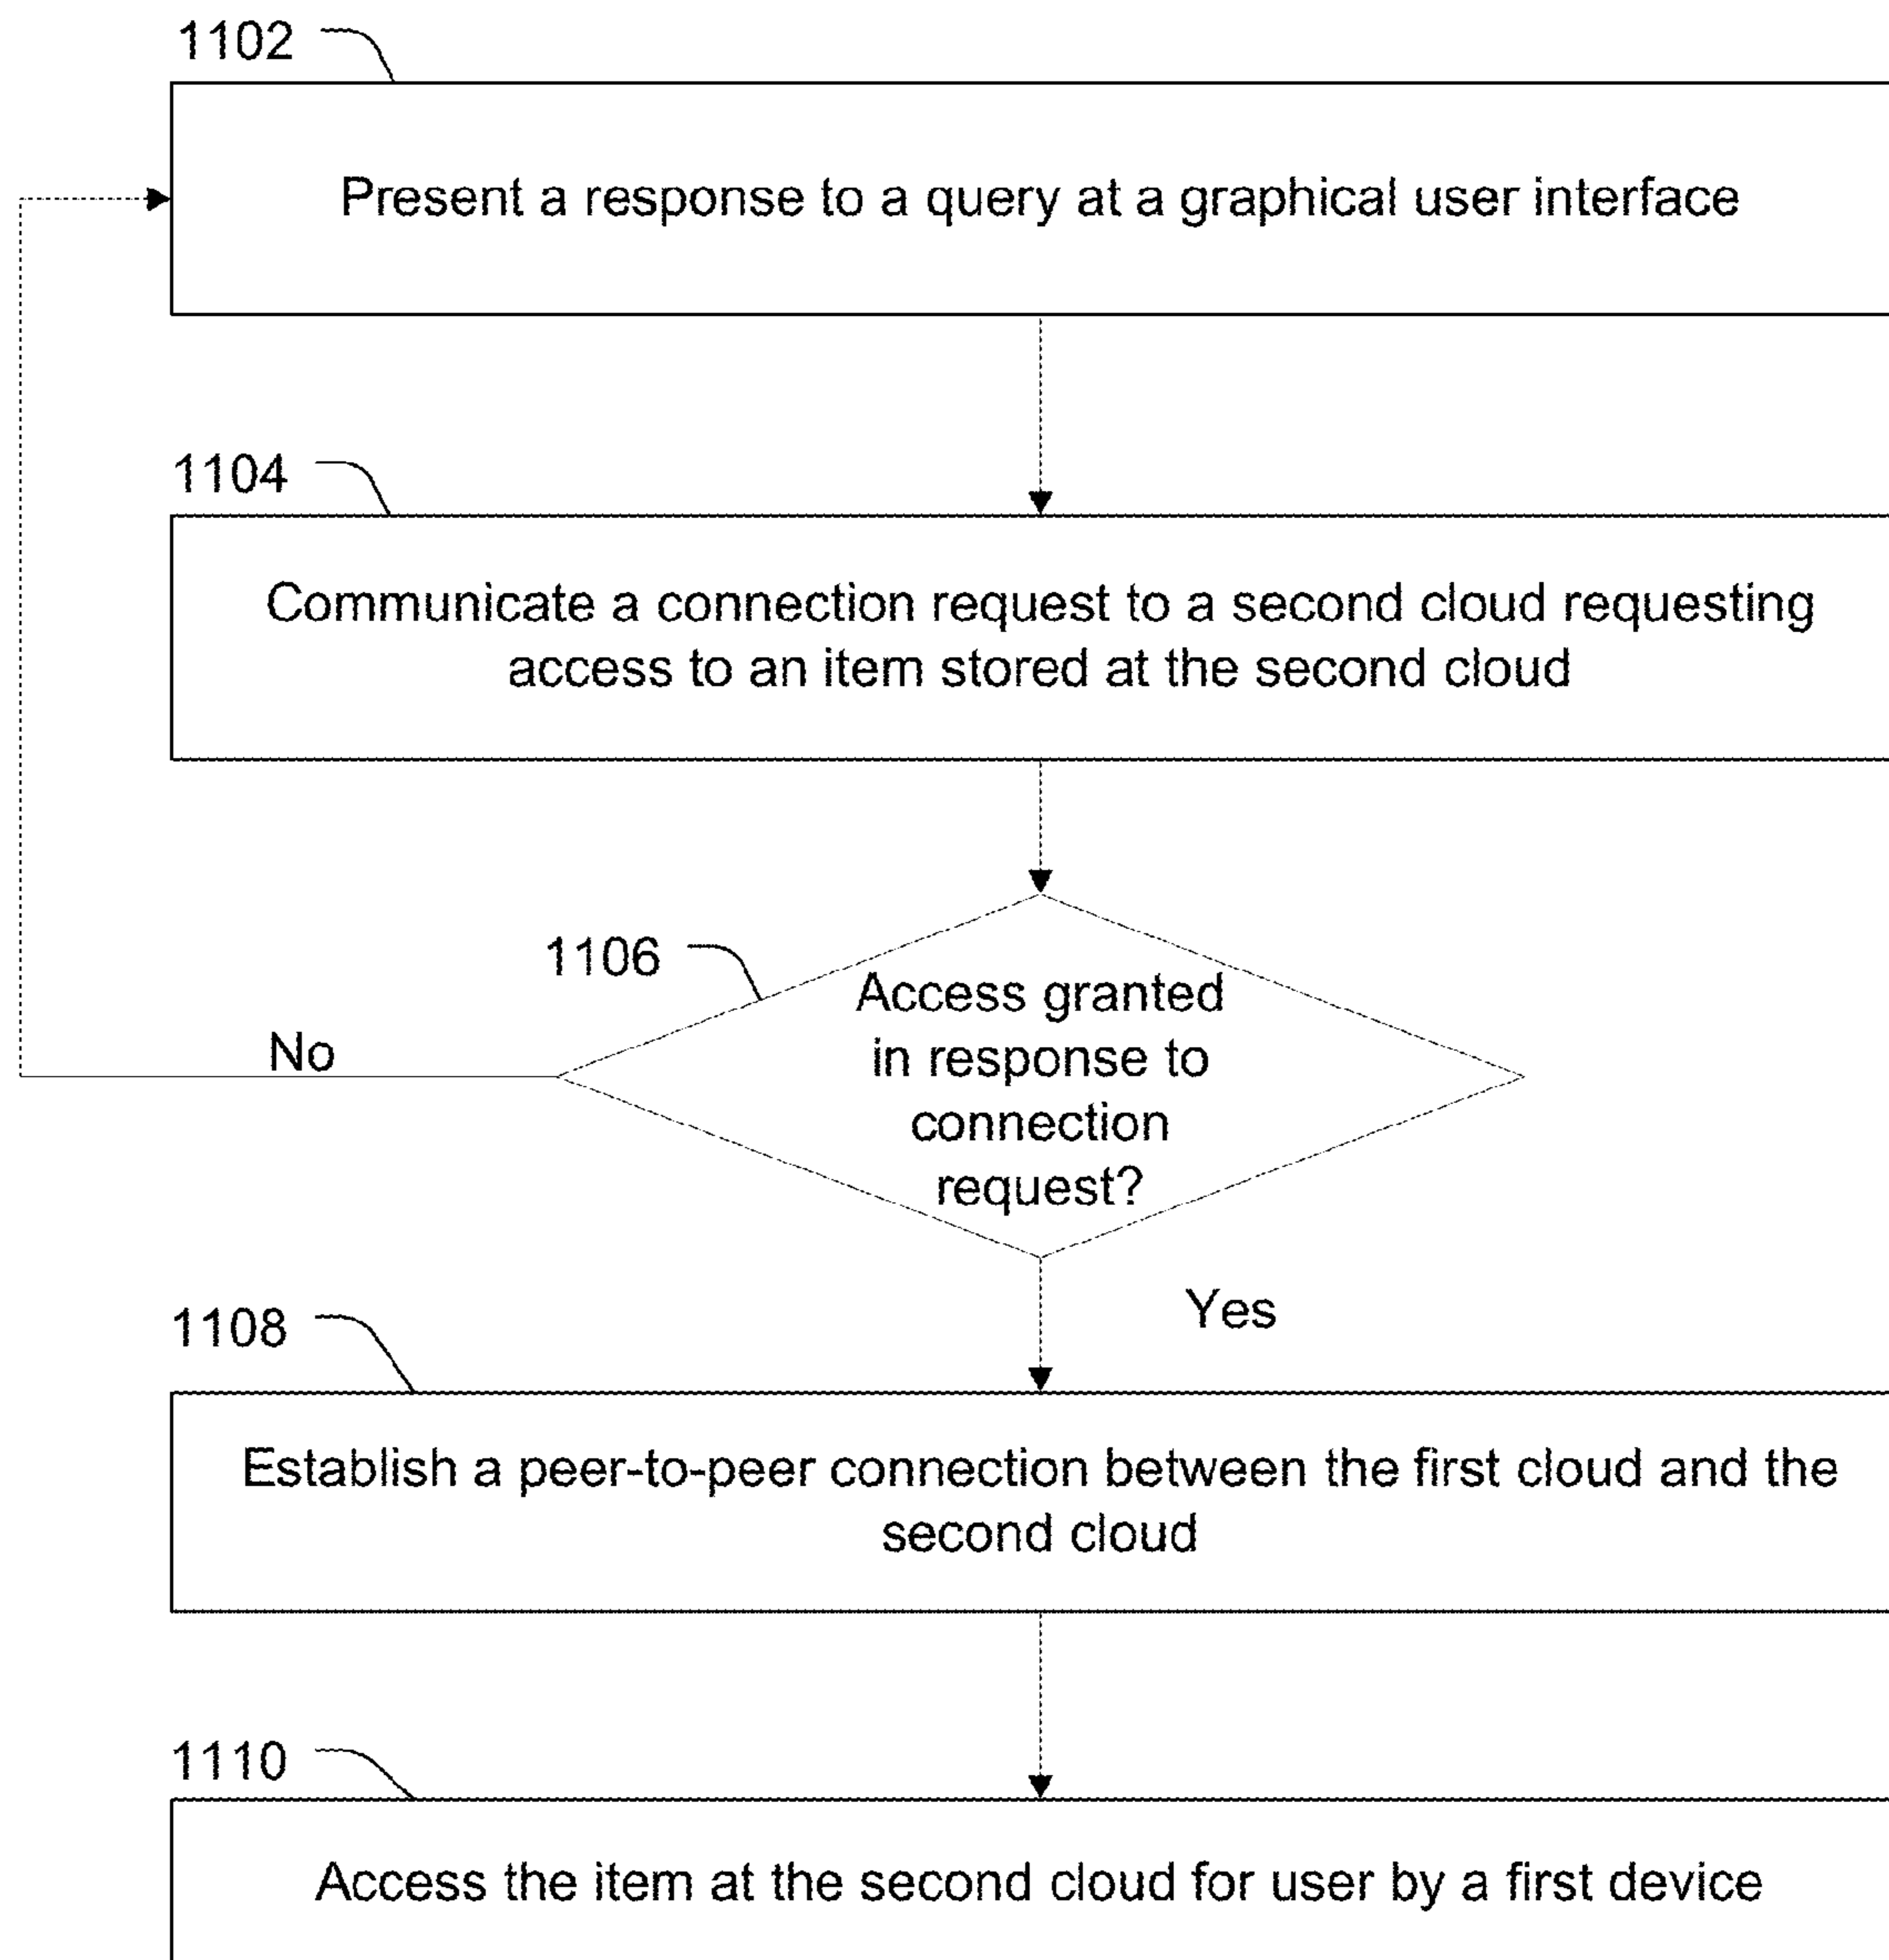 1102
Present a response to a query at a graphical user interface
1104
Communicate a connection request to a second cloud requesting
access to an item stored at the second cloud
1106
Access granted
in response to
connection
request?
No
Yes
1108
Establish a peer-to-peer connection between the first cloud and the
second cloud
1110
Access the item at the second cloud for user by a first device